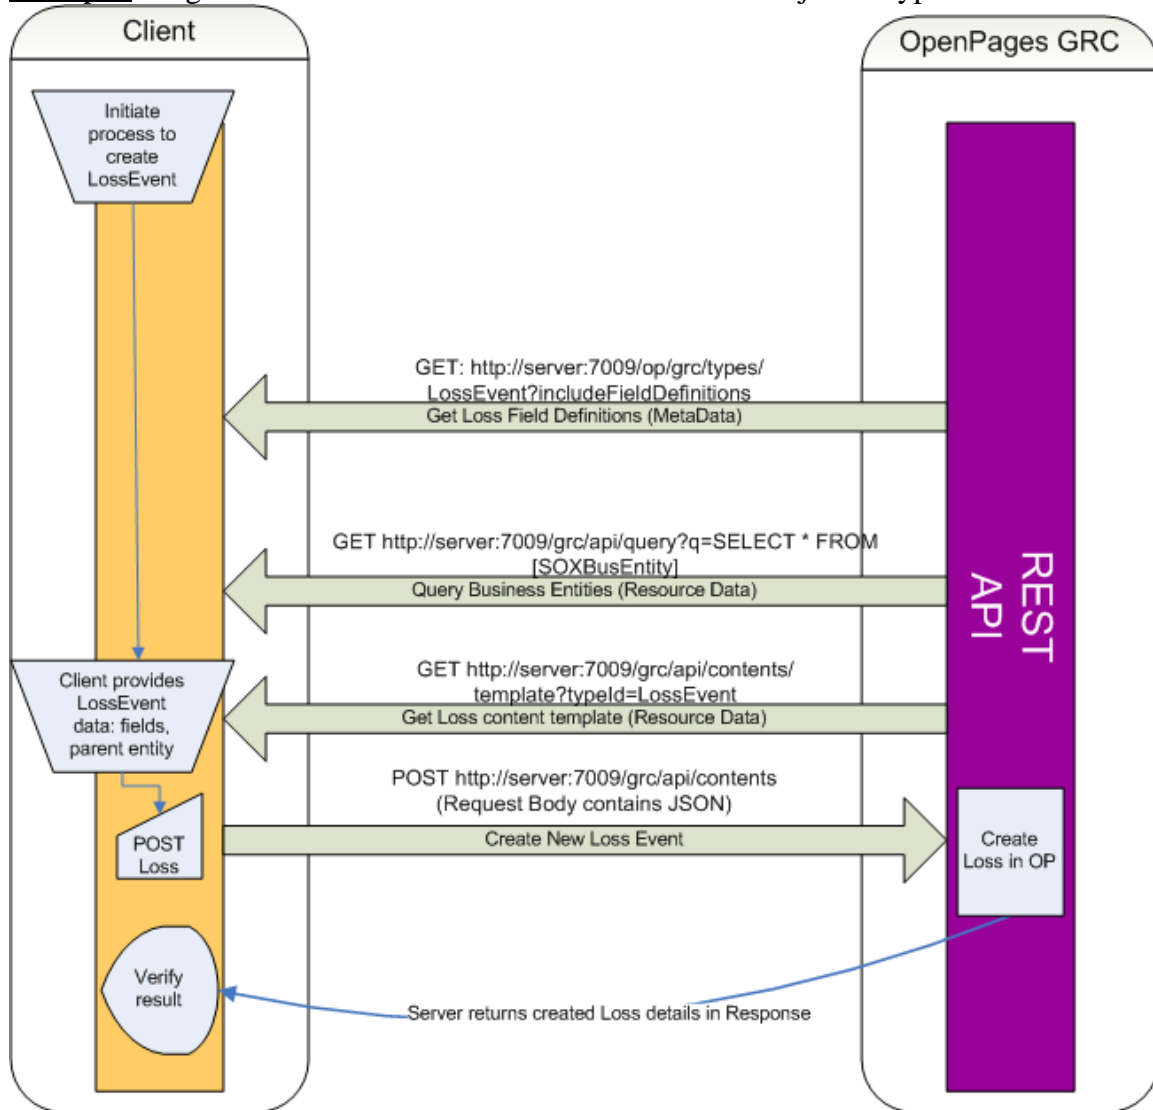 Client
OpenPages GRC
Initiate
process to
create
LossEvent
GET: http://server:7009/op/grc/types/
LossEvent?includeFieldDefinitions
Get Loss Field Definitions (MetaData)
GET http://server:7009/grc/api/query?q=SELECT * FROM
[SOXBusEntity]
Query Business Entities (Resource Data)
REST
API
GET http://server:7009/grc/api/contents/
template?typeId=LossEvent
Get Loss content template (Resource Data)
Client provides
LossEvent
data: fields,
parent entity
POST http://server:7009/grc/api/contents
(Request Body contains JSON)
Create New Loss Event
POST
Loss
Create
Loss in OP
Verify
result
Server returns created Loss details in Response